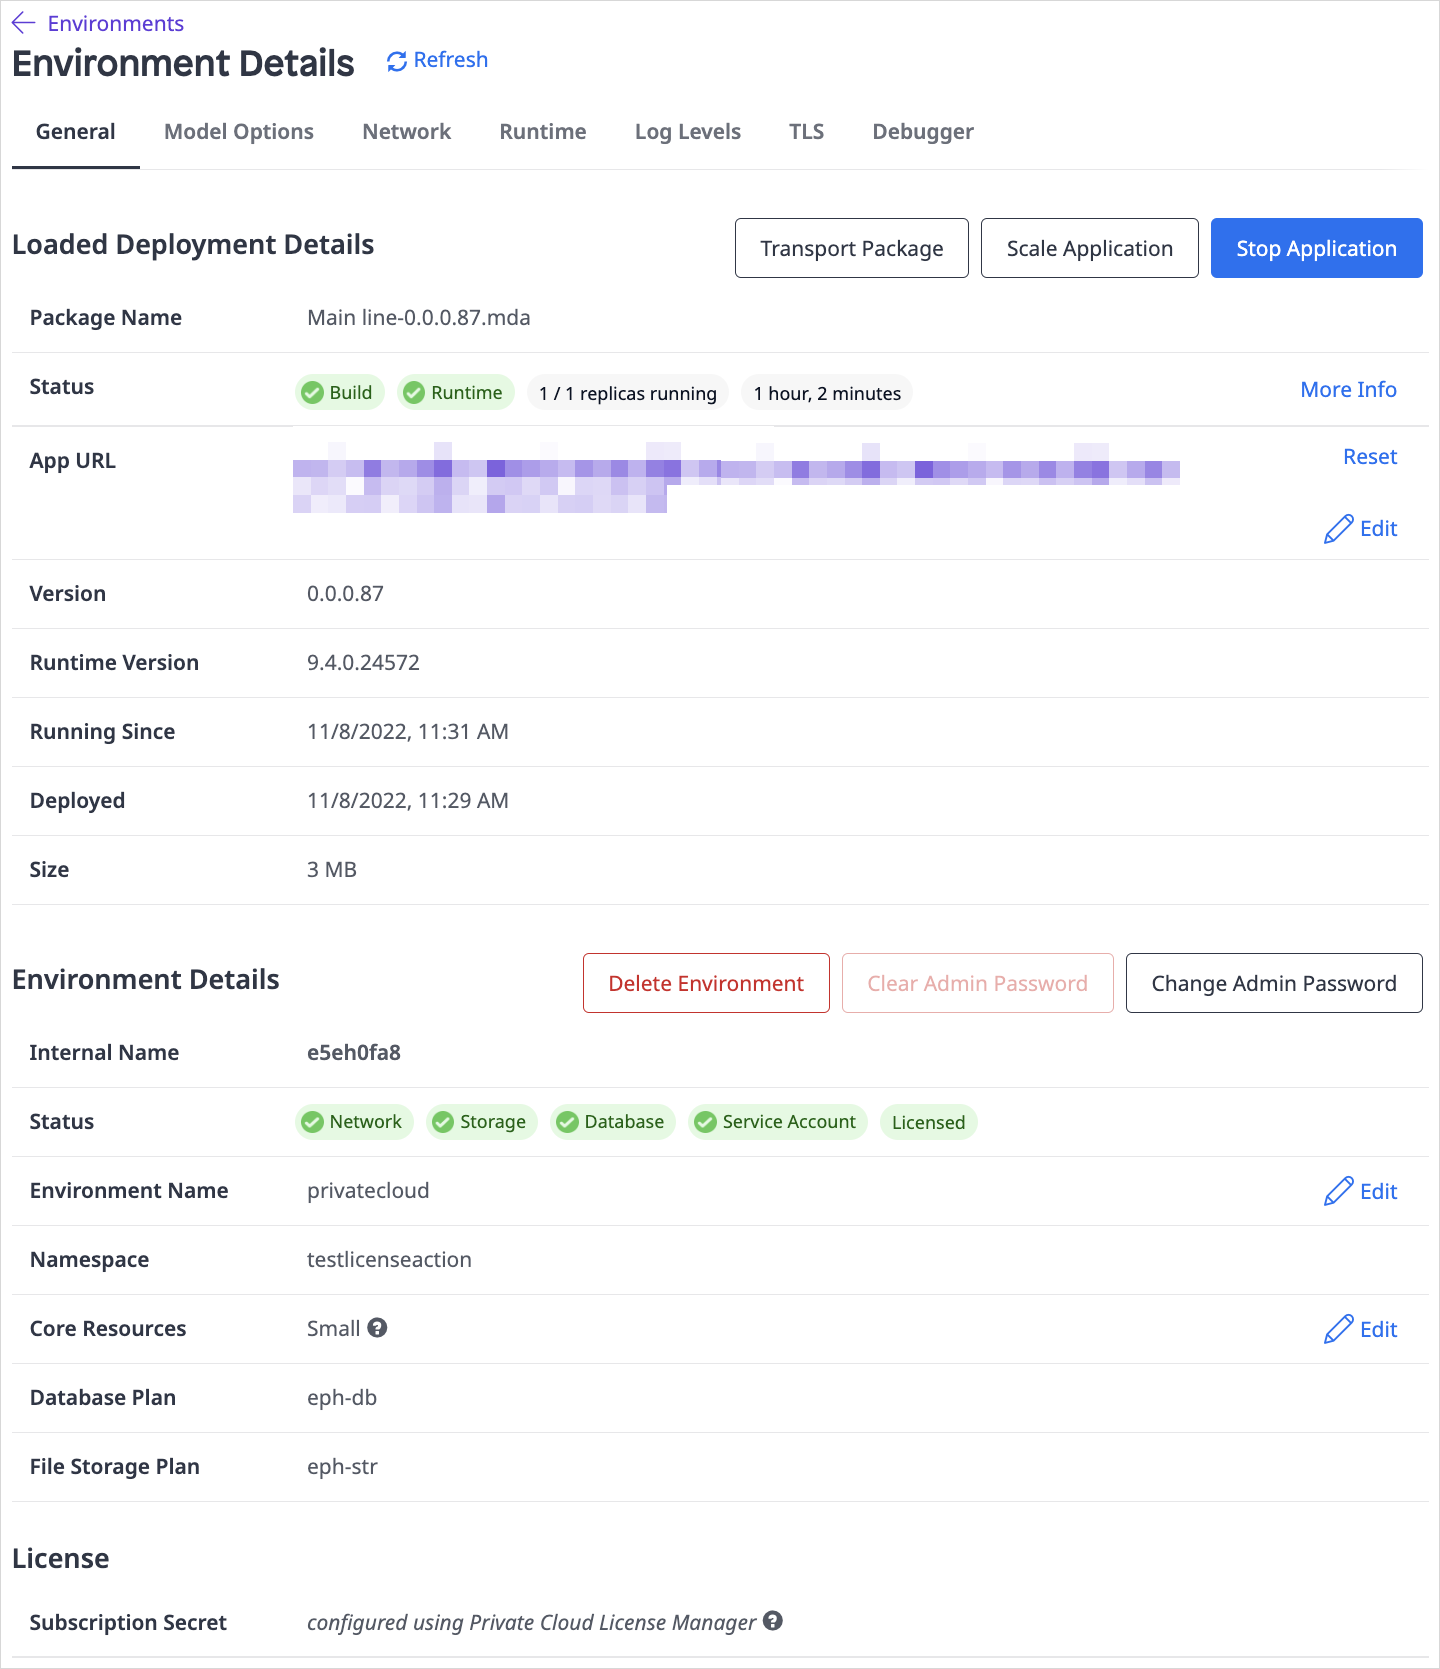 Environments
Environment Details Refresh
General Model Options Network Runtime Log Levels TLS Debugger
Loaded Deployment Details Transport Package Scale Application Stop Application
Package Name Main line-0.0.0.87.mda
Status Build Runtime 1 / 1 replicas running 1 hour, 2 minutes More Info
App URL Reset
Edit
Version 0.0.0.87
Runtime Version 9.4.0.24572
Running Since 11/8/2022, 11:31 AM
Deployed 11/8/2022, 11:29 AM
Size 3 MB
Environment Details Delete Environment Clear Admin Password Change Admin Password
Internal Name e5eh0fa8
Status Network Storage Database Service Account Licensed
Environment Name privatecloud Edit
Namespace testlicenseaction
Core Resources Small ? Edit
Database Plan eph-db
File Storage Plan eph-str
License
Subscription Secret configured using Private Cloud License Manager ?